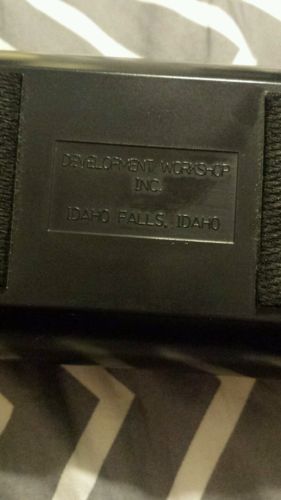 DEVELOPMENT WORKSHOP
INC.
IDAHO FALLS, IDAHO